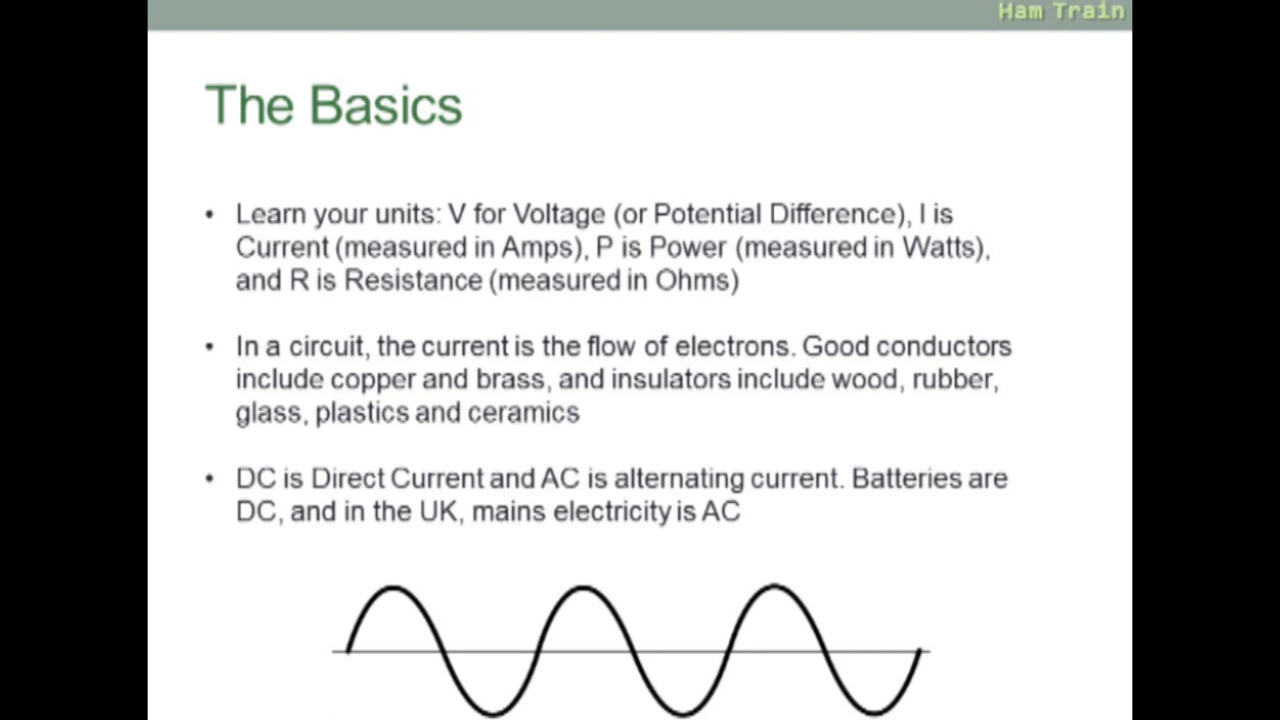 Ham Train
The Basics
• Learn your units: V for Voltage (or Potential Difference), I is
Current (measured in Amps), P is Power (measured in Watts),
and R is Resistance (measured in Ohms)
• In a circuit, the current is the flow of electrons. Good conductors
include copper and brass, and insulators include wood, rubber,
glass, plastics and ceramics
• DC is Direct Current and AC is alternating current. Batteries are
DC, and in the UK, mains electricity is AC